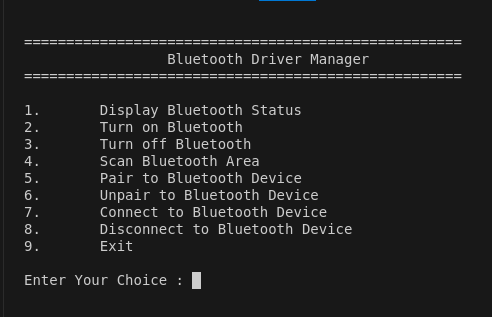 ====================================================
Bluetooth Driver Manager
====================================================
1. Display Bluetooth Status
2. Turn on Bluetooth
3. Turn off Bluetooth
4. Scan Bluetooth Area
5. Pair to Bluetooth Device
6. Unpair to Bluetooth Device
7. Connect to Bluetooth Device
8. Disconnect to Bluetooth Device
9. Exit
Enter Your Choice :